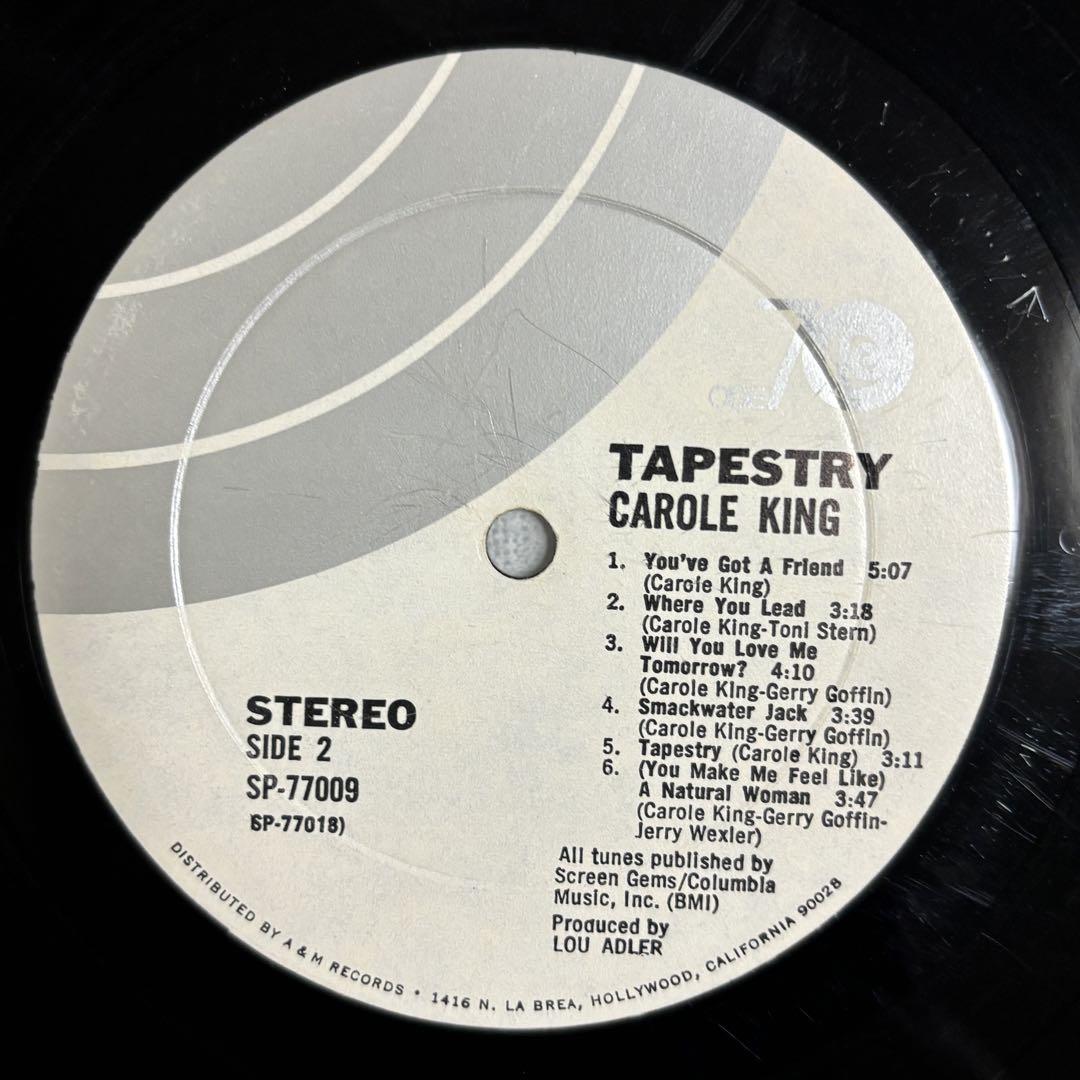 ODE 70
TAPESTRY
CAROLE KING
1. You've Got A Friend 5:07
(Carole King)
2. Where You Lead 3:18
(Carole King-Toni Stern)
3. Will You Love Me
Tomorrow? 4:10
(Carole King-Gerry Goffin)
4. Smackwater Jack 3:39
(Carole King-Gerry Goffin)
5. Tapestry (Carole King) 3:11
6. (You Make Me Feel Like)
A Natural Woman 3:47
(Carole King-Gerry Goffin-
Jerry Wexler)
All tunes published by
Screen Gems/Columbia
Music, Inc. (BMI)
Produced by
LOU ADLER
STEREO
SIDE 2
SP-77009
SP-77018)
DISTRIBUTED BY A & M RECORDS • 1416 N. LA BREA, HOLLYWOOD, CALIFORNIA 90028